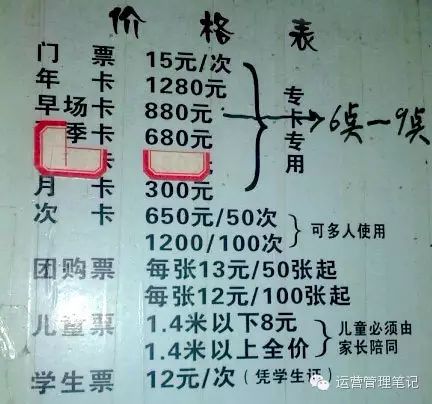 价格表
门票 15元/次
年卡 1280元
早场卡 880元
季卡 680元
卡
月卡 300元
专卡专用
6点—9点
次卡 650元/50次
1200/100次
可多人使用
团购票 每张13元/50张起
每张12元/100张起
儿童票 1.4米以下8元
1.4米以上全价
儿童必须由
家长陪同
学生票 12元/次(凭学生证)
运营管理笔记